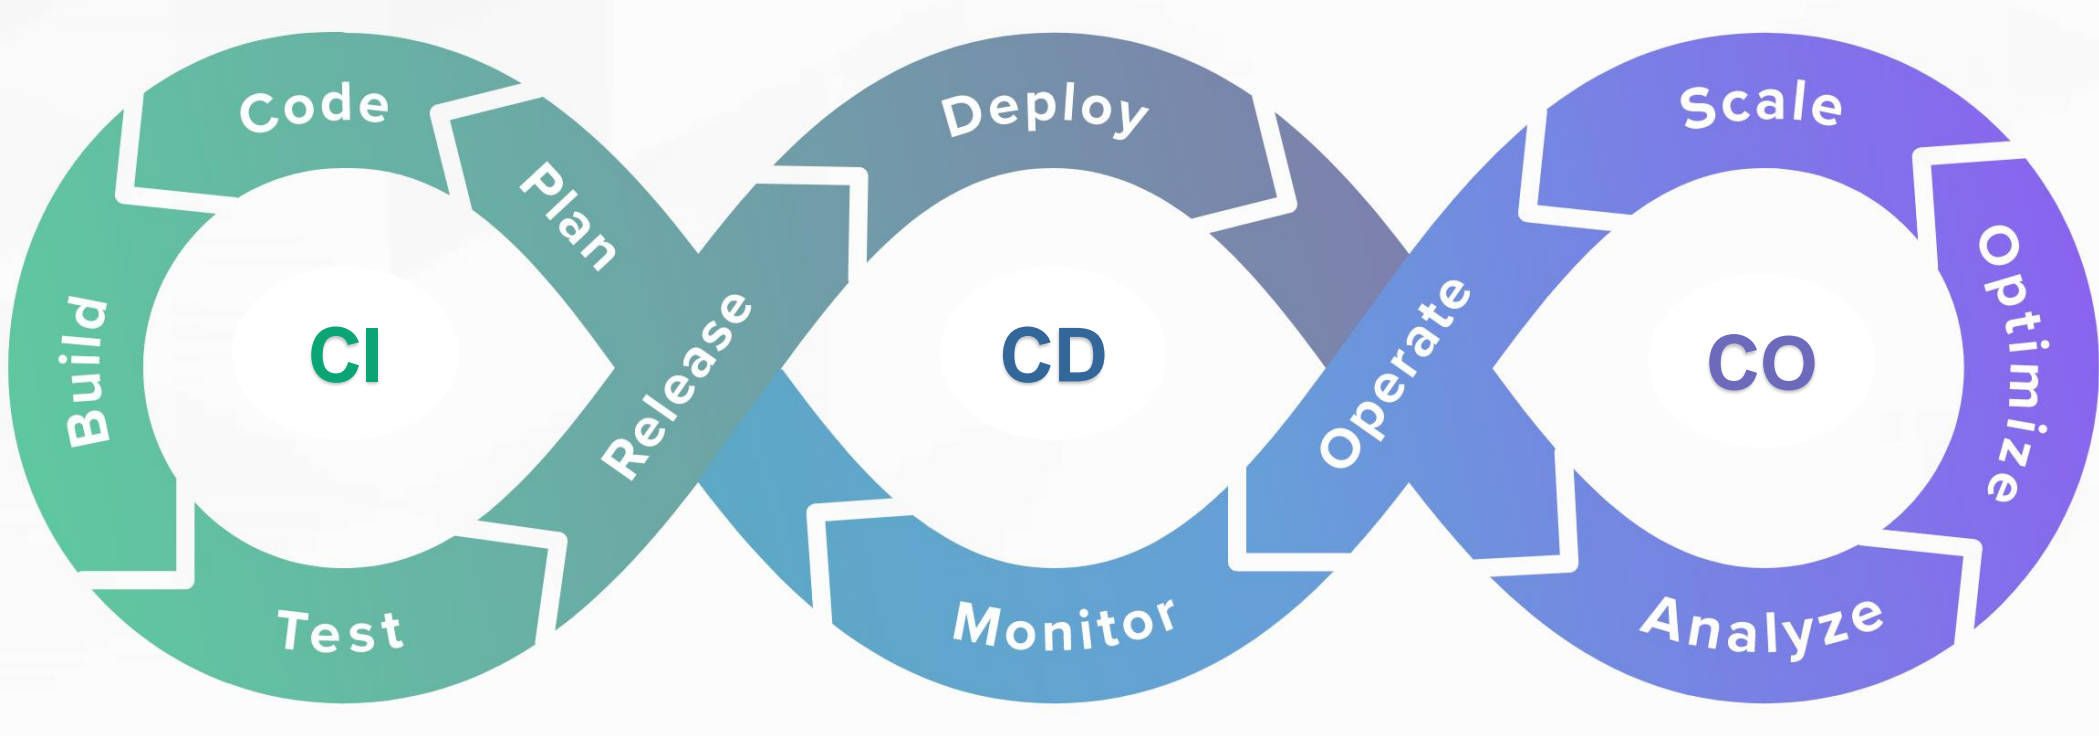 Code
Plan
Build
CI
Test
Release
Deploy
CD
Monitor
Operate
Scale
CO
Optimize
Analyze